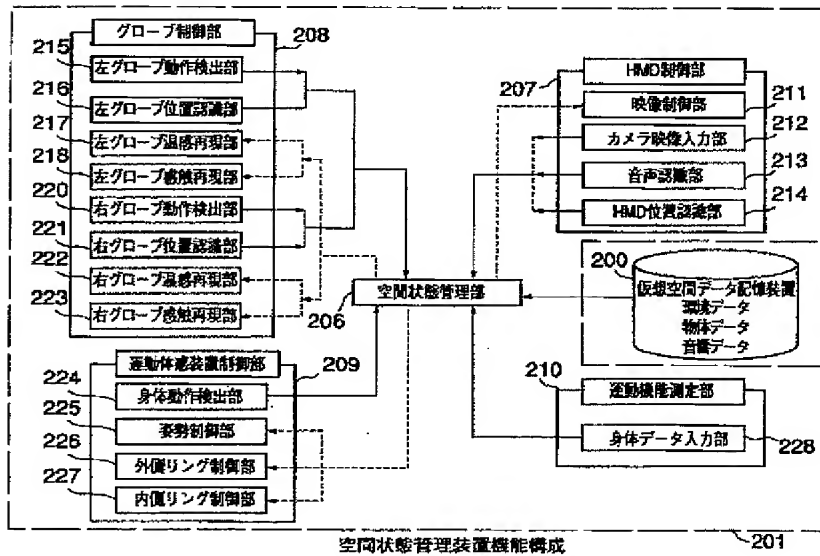 グローブ制御部
208
215
左グローブ動作検出部
216
左グローブ位置認識部
217
左グローブ温感再現部
218
左グローブ感触再現部
220
右グローブ動作検出部
221
右グローブ位置認識部
222
右グローブ温感再現部
223
右グローブ感触再現部
207
HMD制御部
映像制御部
211
カメラ映像入力部
212
音声認識部
213
HMD位置認識部
214
206
空間状態管理部
200
仮想空間データ記憶装置
環境データ
物体データ
音響データ
運動体感装置制御部
209
224
身体動作検出部
225
姿勢制御部
226
外側リング制御部
227
内側リング制御部
210
運動機能測定部
身体データ入力部
228
空間状態管理装置機能構成
201